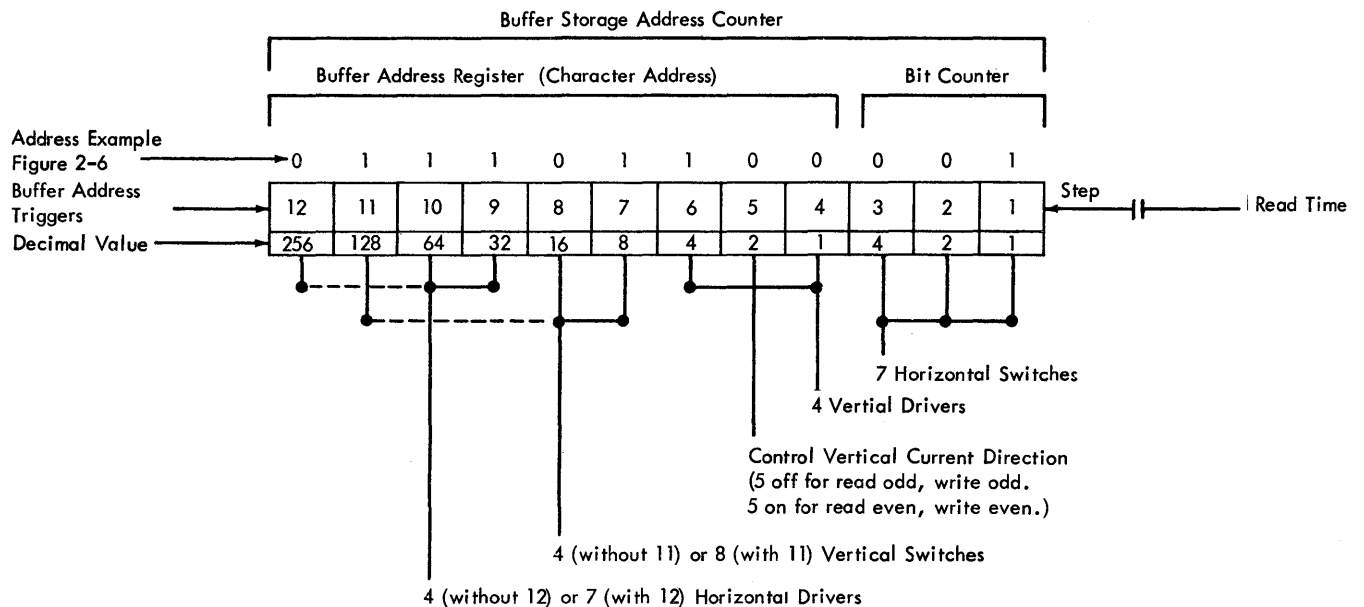 Buffer Storage Address Counter
Buffer Address Register (Character Address)
Bit Counter
Address Example
Figure 2-6
0 1 1 1 0 1 1 0 0 0 0 1
Buffer Address
Triggers
12 11 10 9 8 7 6 5 4 3 2 1
Step
Read Time
Decimal Value
256 128 64 32 16 8 4 2 1 4 2 1
7 Horizontal Switches
4 Vertial Drivers
Control Vertical Current Direction
(5 off for read odd, write odd.
5 on for read even, write even.)
4 (without 11) or 8 (with 11) Vertical Switches
4 (without 12) or 7 (with 12) Horizontal Drivers